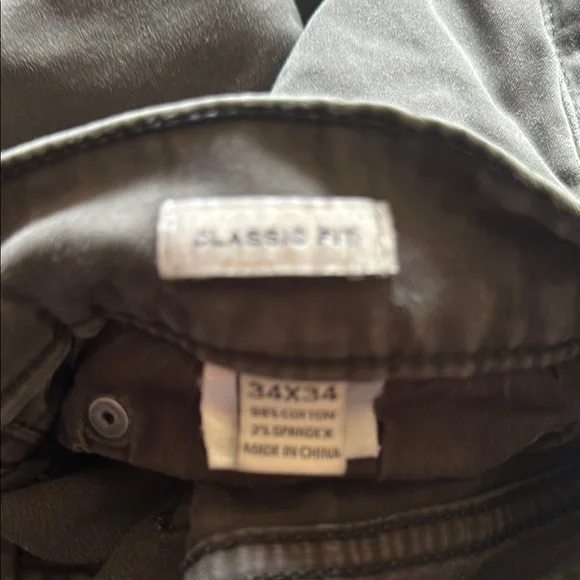 CLASSIC FIT
34X34
98% COTTON
2% SPANDEX
MADE IN CHINA